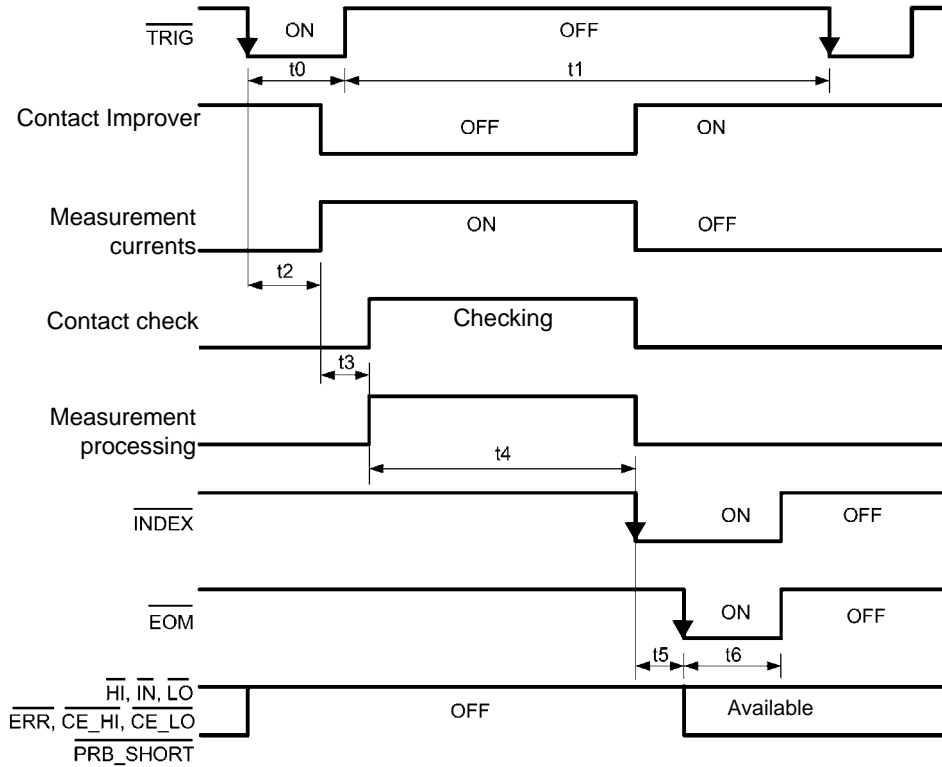 TRIG
ON
OFF
t0
t1
Contact Improver
OFF
ON
Measurement
currents
ON
OFF
t2
Contact check
Checking
t3
Measurement
processing
t4
INDEX
ON
OFF
EOM
ON
OFF
t5
t6
HI, IN, LO
ERR, CE_HI, CE_LO
PRB_SHORT
OFF
Available